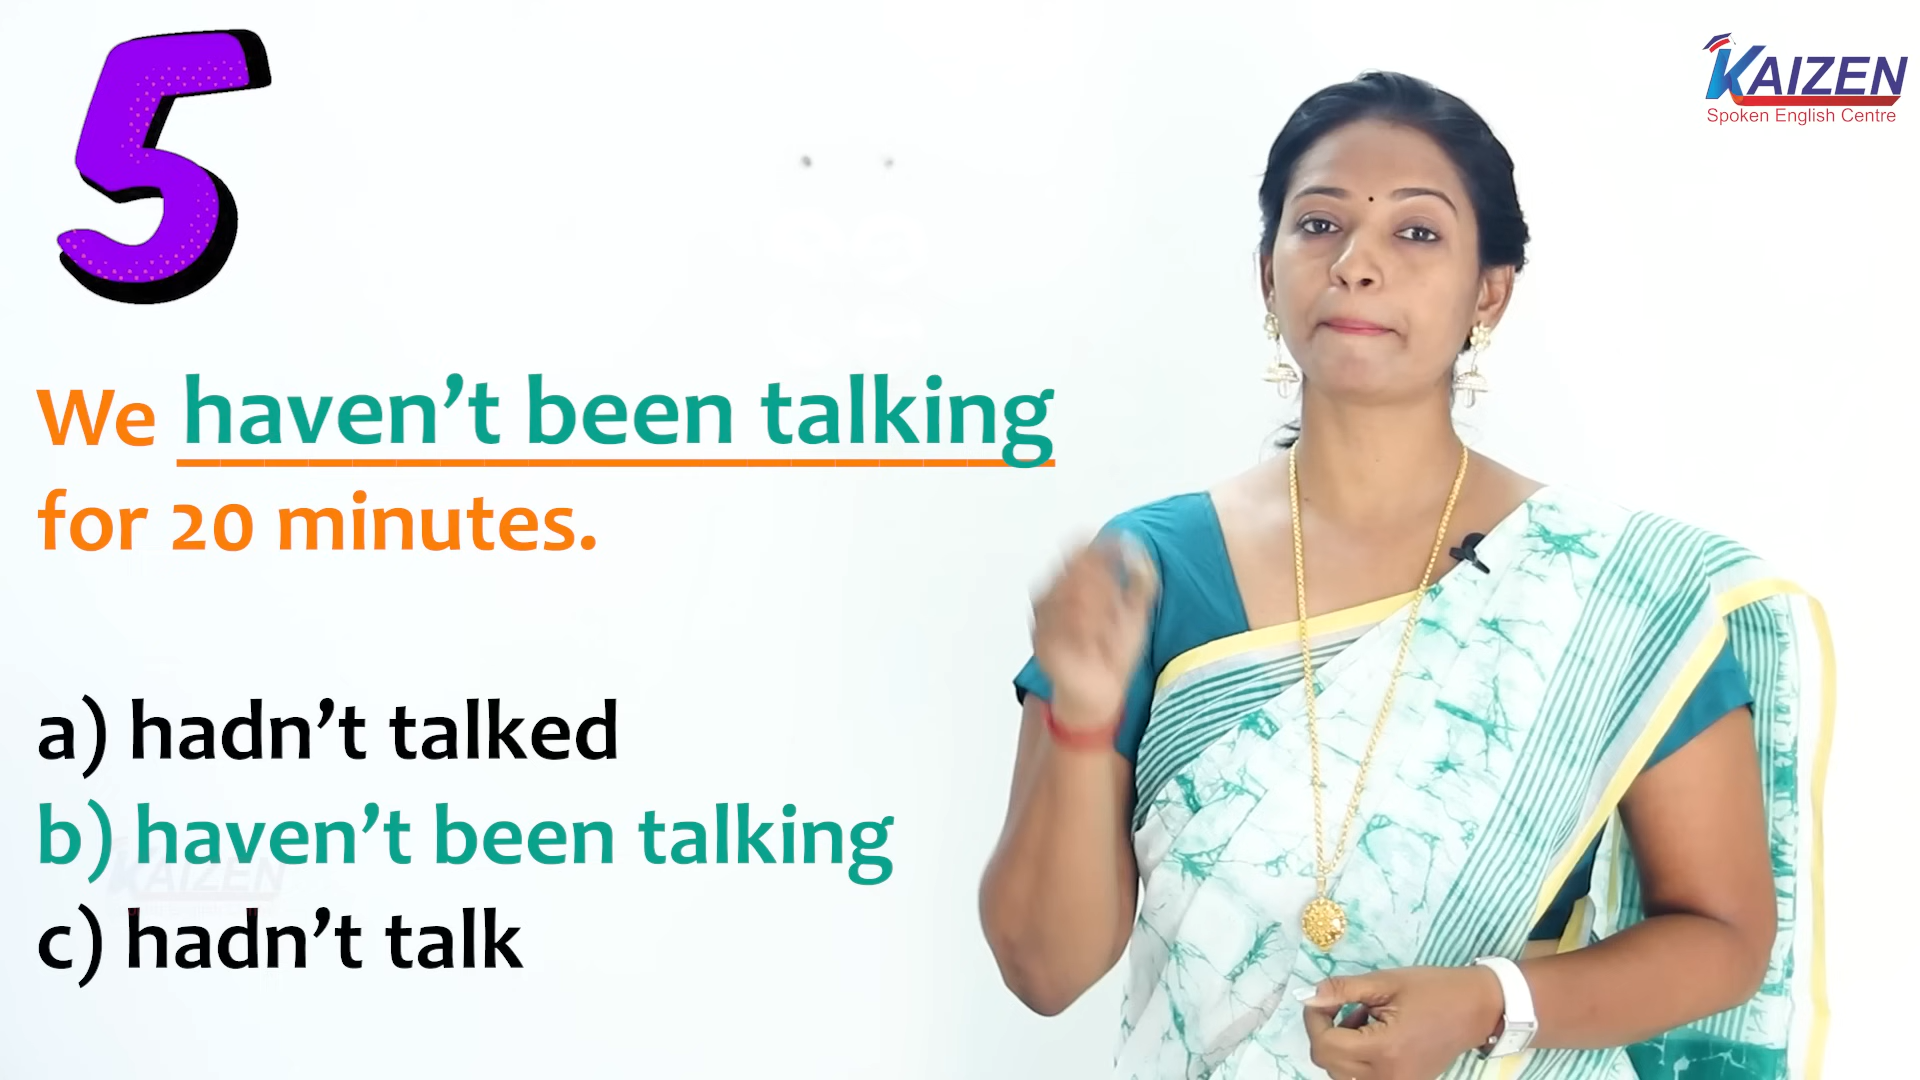 5
KAIZEN
Spoken English Centre
We haven't been talking
for 20 minutes.
a) hadn't talked
b) haven't been talking
c) hadn't talk
KAIZEN